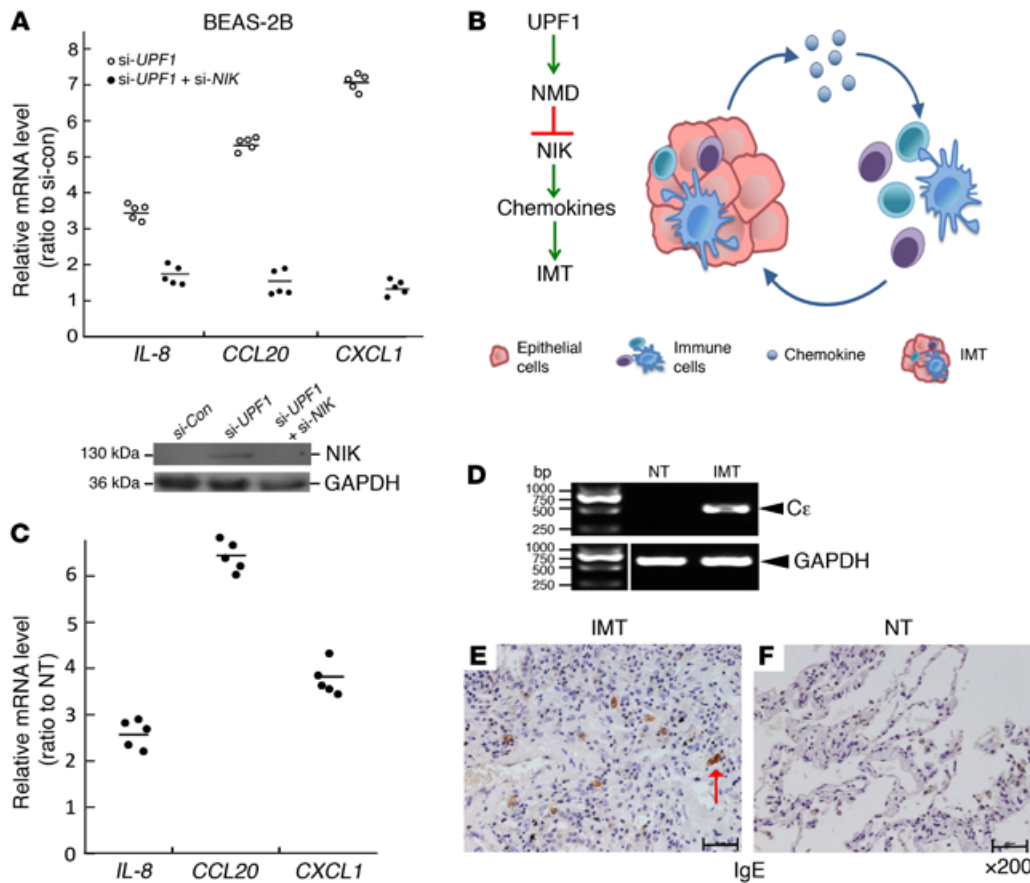 A
BEAS-2B
8
7
6
5
4
3
2
1
0
Relative mRNA level
(ratio to si-con)
si-UPF1
si-UPF1 + si-NIK
IL-8
CCL20
CXCL1
si-Con
si-UPF1
si-UPF1
+ si-NIK
130 kDa
NIK
36 kDa
GAPDH
B
UPF1
NMD
NIK
Chemokines
IMT
Epithelial
cells
Immune
cells
Chemokine
IMT
C
6
5
4
3
2
1
0
Relative mRNA level
(ratio to NT)
IL-8
CCL20
CXCL1
D
bp
NT
IMT
1000
750
500
250
Cε
1000
750
500
250
GAPDH
IMT
NT
E
F
IgE
×200